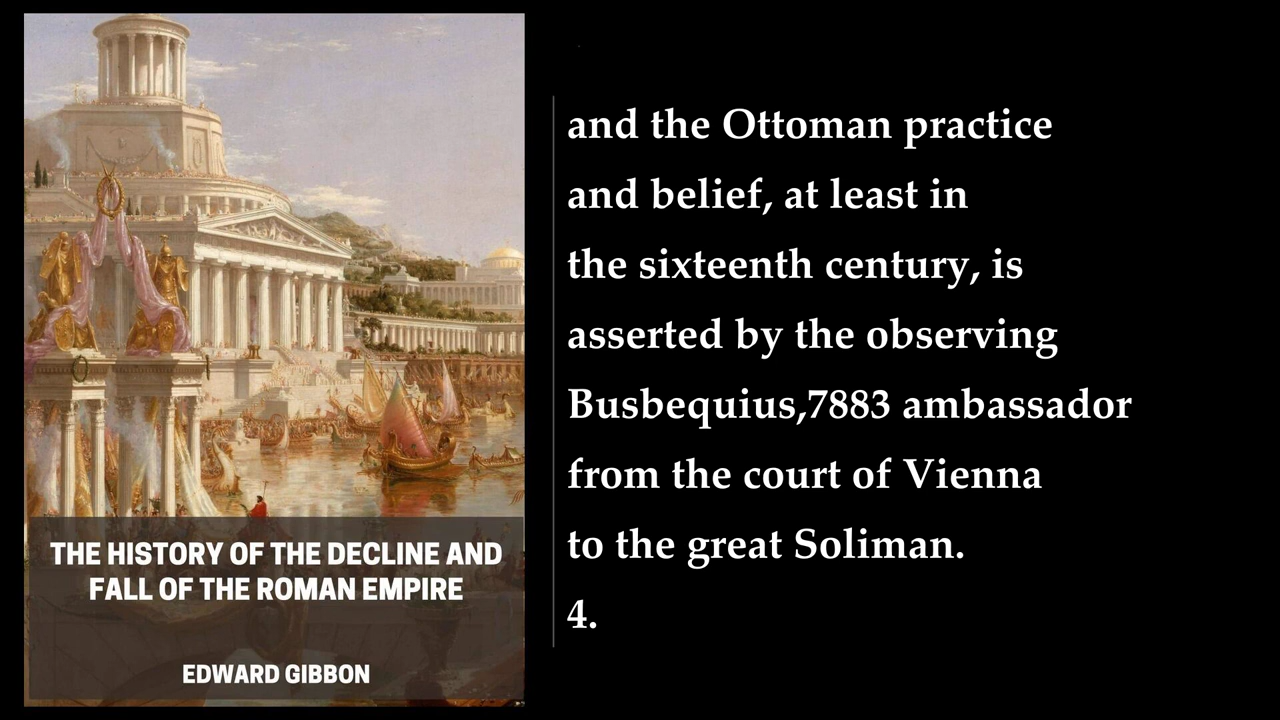 THE HISTORY OF THE DECLINE AND
FALL OF THE ROMAN EMPIRE
EDWARD GIBBON
and the Ottoman practice
and belief, at least in
the sixteenth century, is
asserted by the observing
Busbequius,7883 ambassador
from the court of Vienna
to the great Soliman.
4.